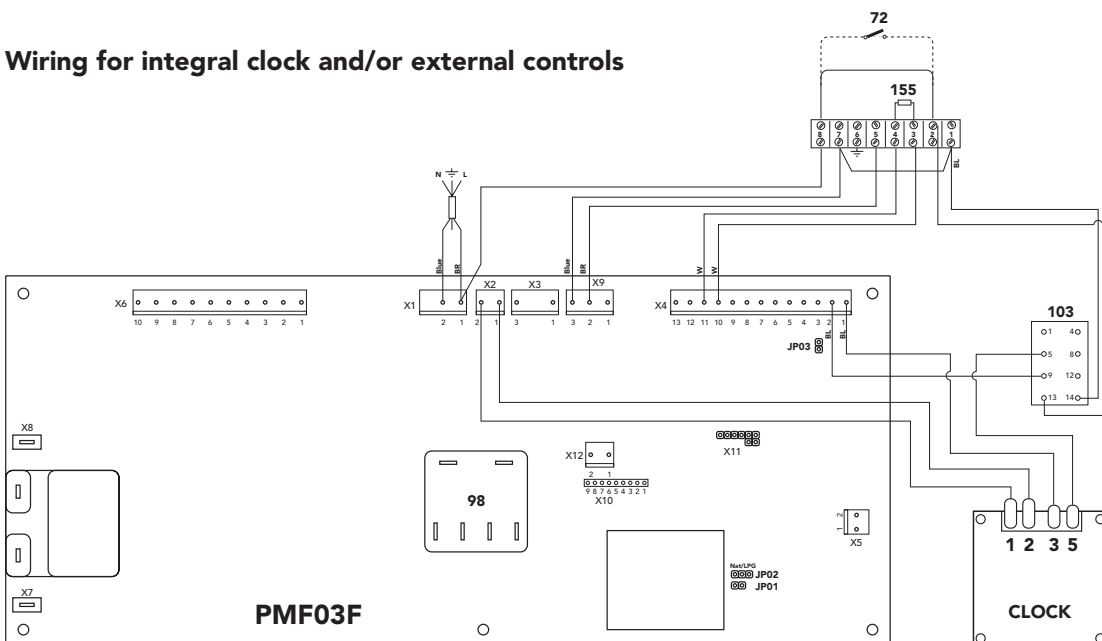 72
Wiring for integral clock and/or external controls
155
8 7 6 5 4 3 2 1
BL
N L
Blue BR
Blue BR
W W
X6
10 9 8 7 6 5 4 3 2 1
X1
2 1
X2
2 1
X3
3 1
X9
3 2 1
X4
13 12 11 10 9 8 7 6 5 4 3 2 1
BL BL
JP03
103
1 4
5 8
9 12
13 14
X8
X12
2 1
9 8 7 6 5 4 3 2 1
X10
X11
98
2
1
X5
1 2 3 5
Nat/LPG
JP02
JP01
X7
PMF03F
CLOCK